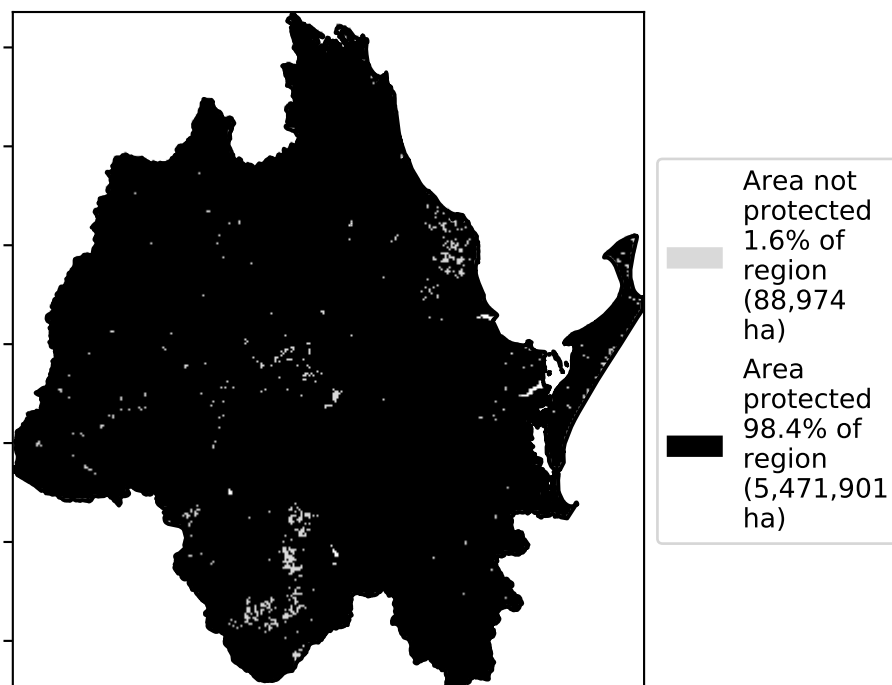 Area not
protected
1.6% of
region
(88,974
ha)
Area
protected
98.4% of
region
(5,471,901
ha)